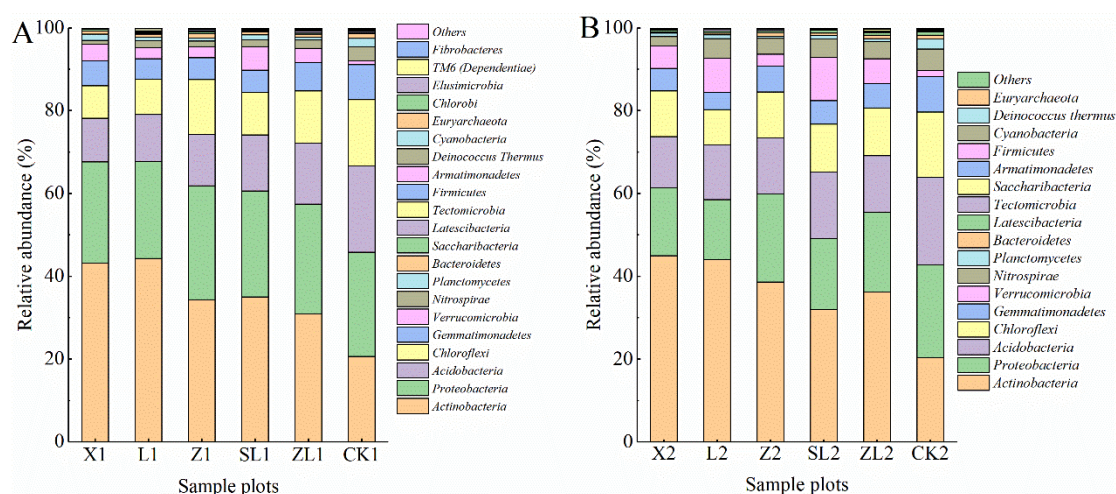 A
Relative abundance (%)
100
80
60
40
20
0
X1 L1 Z1 SL1 ZL1 CK1
Sample plots
Others
Fibrobacteres
TM6 (Dependentiae)
Elusimicrobia
Chlorobi
Euryarchaeota
Cyanobacteria
Deinococcus Thermus
Armatimonadetes
Firmicutes
Tectomicrobia
Latescibacteria
Saccharibacteria
Bacteroidetes
Planctomycetes
Nitrospirae
Verrucomicrobia
Gemmatimonadetes
Chloroflexi
Acidobacteria
Proteobacteria
Actinobacteria
B
Relative abundance (%)
100
80
60
40
20
0
X2 L2 Z2 SL2 ZL2 CK2
Sample plots
Others
Euryarchaeota
Deinococcus thermus
Cyanobacteria
Firmicutes
Armatimonadetes
Saccharibacteria
Tectomicrobia
Latescibacteria
Bacteroidetes
Planctomycetes
Nitrospirae
Verrucomicrobia
Gemmatimonadetes
Chloroflexi
Acidobacteria
Proteobacteria
Actinobacteria